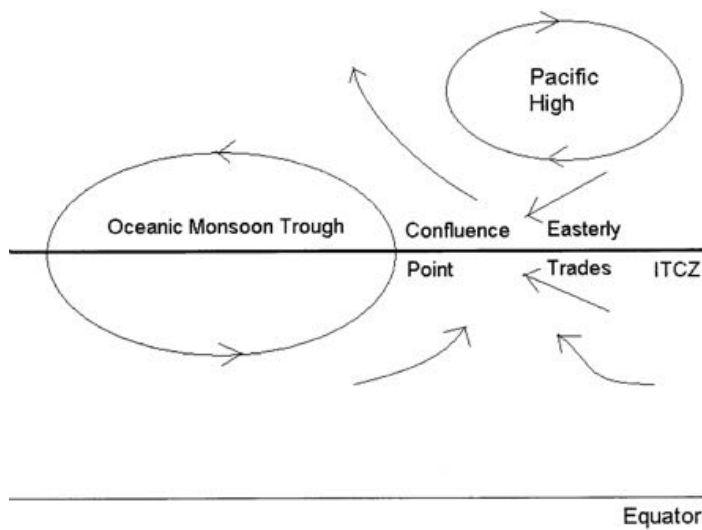 Pacific
High
Oceanic Monsoon Trough
Confluence
Point
Easterly
Trades
ITCZ
Equator